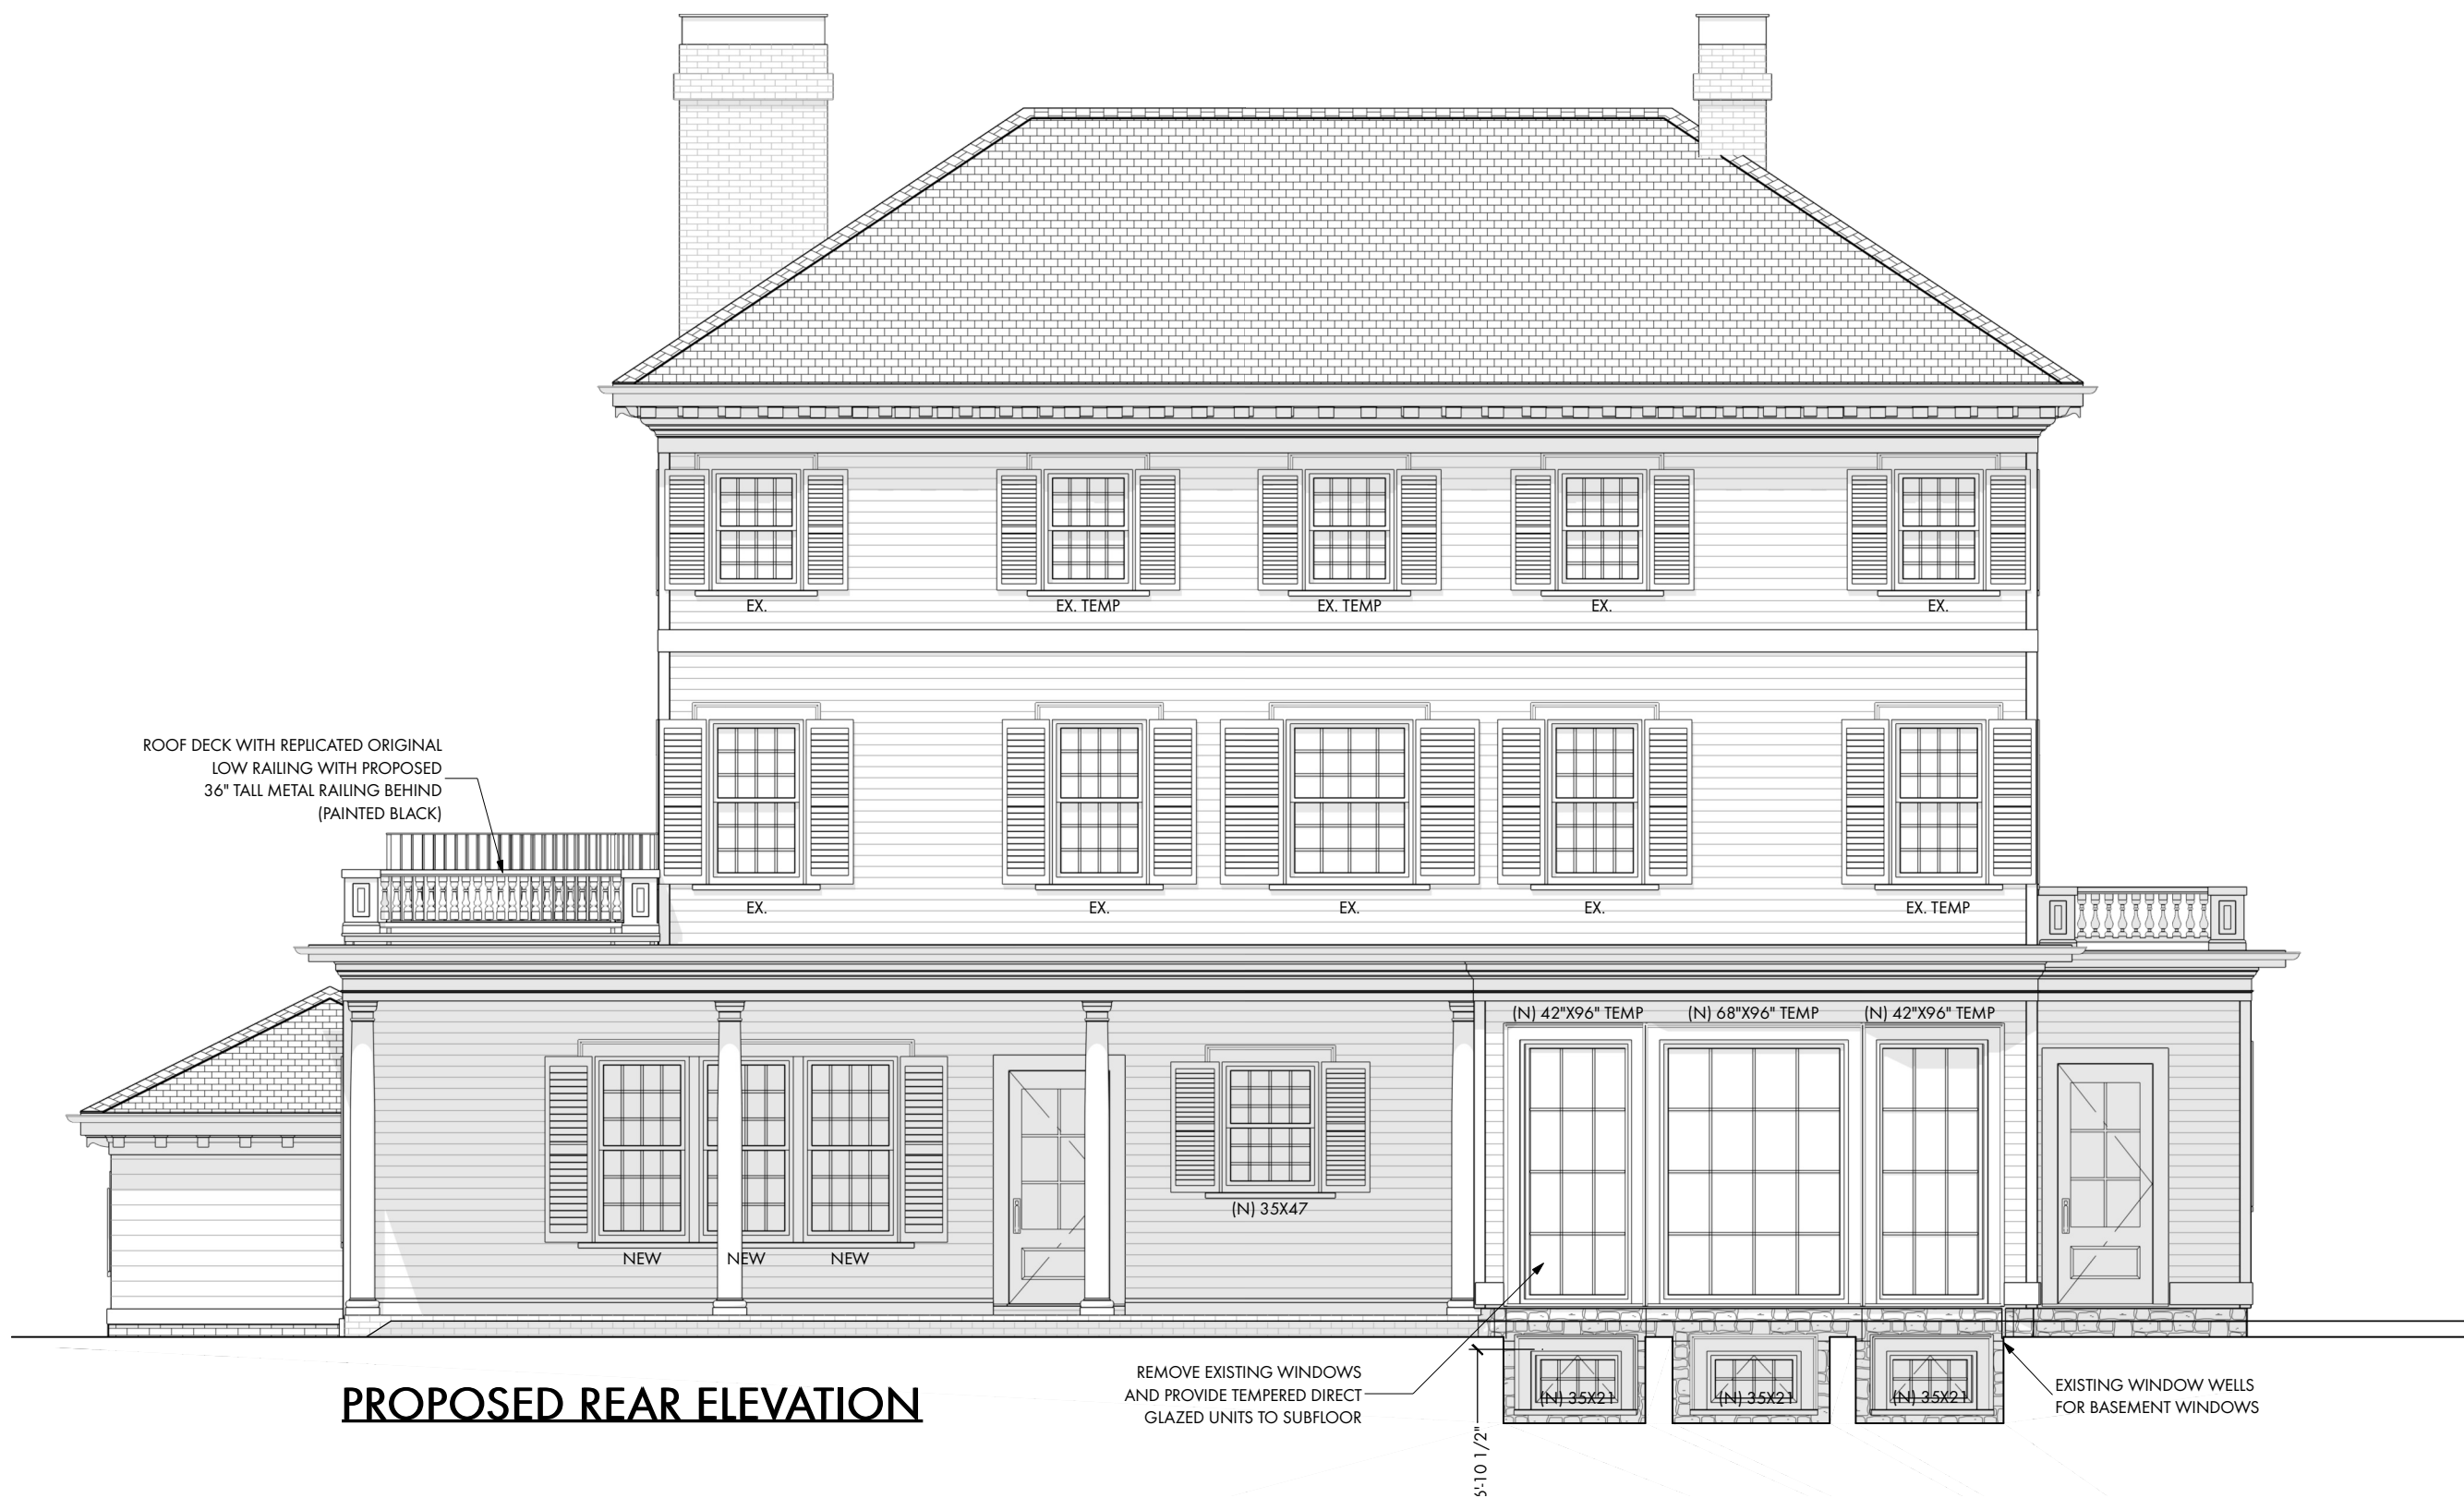 EX.
EX. TEMP
EX. TEMP
EX.
EX.
ROOF DECK WITH REPLICATED ORIGINAL
LOW RAILING WITH PROPOSED
36" TALL METAL RAILING BEHIND
(PAINTED BLACK)
EX.
EX.
EX.
EX.
EX. TEMP
(N) 42"X96" TEMP
(N) 68"X96" TEMP
(N) 42"X96" TEMP
(N) 35X47
NEW
NEW
NEW
REMOVE EXISTING WINDOWS
AND PROVIDE TEMPERED DIRECT
GLAZED UNITS TO SUBFLOOR
(N) 35X21
(N) 35X21
(N) 35X21
EXISTING WINDOW WELLS
FOR BASEMENT WINDOWS
PROPOSED REAR ELEVATION